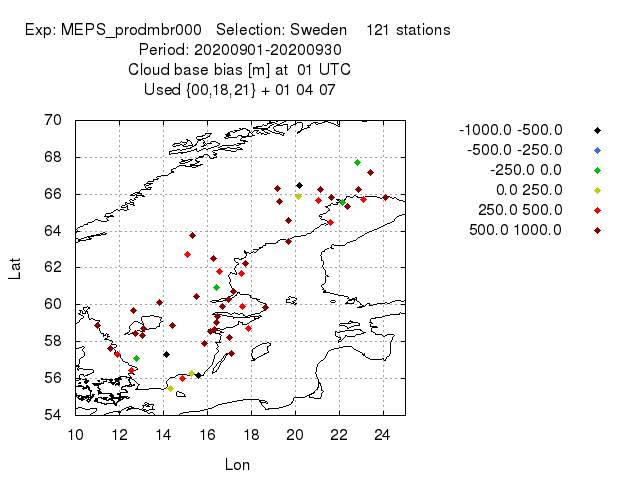 Exp: MEPS_prodmbr000 Selection: Sweden 121 stations
Period: 20200901-20200930
Cloud base bias [m] at 01 UTC
Used {00,18,21} + 01 04 07
70
68
66
64
62
60
58
56
54
10 12 14 16 18 20 22 24
Lat
Lon
-1000.0 -500.0
-500.0 -250.0
-250.0 0.0
0.0 250.0
250.0 500.0
500.0 1000.0